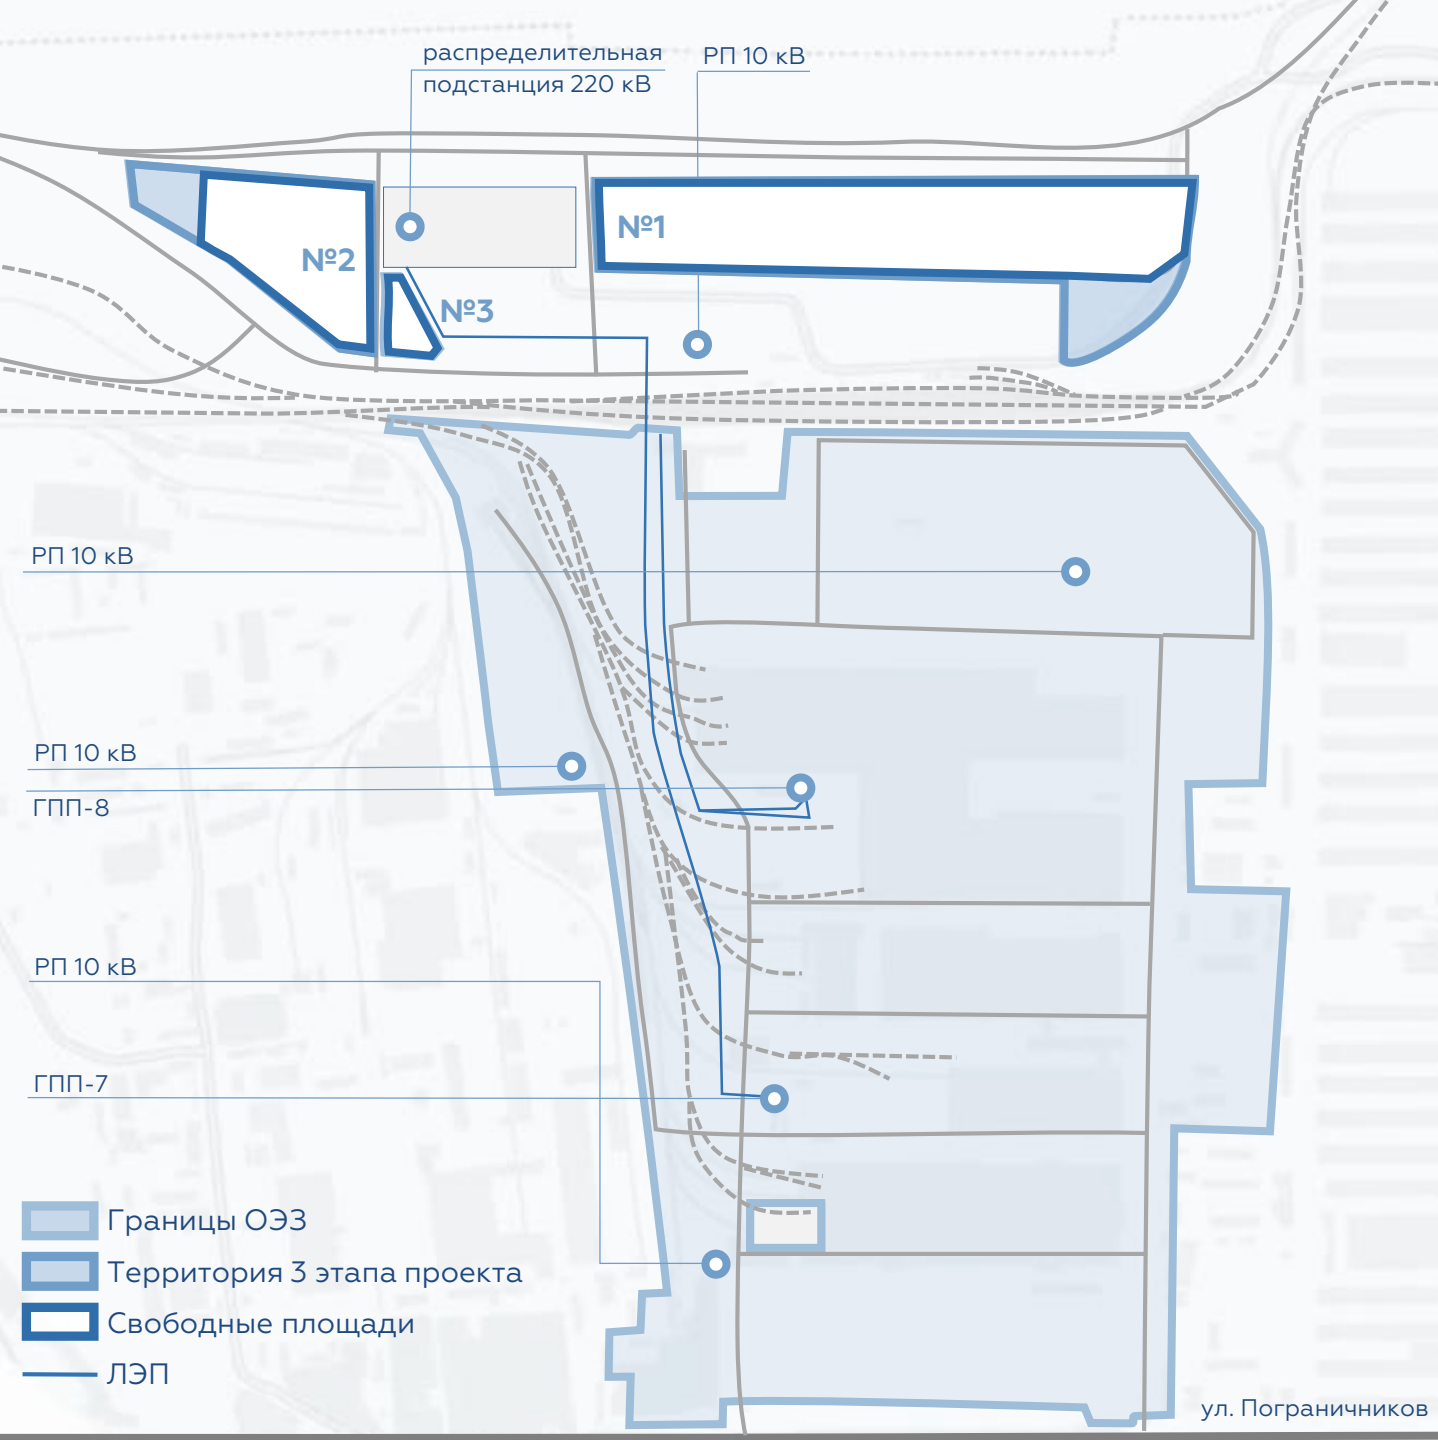 распределительная
подстанция 220 кВ
РП 10 кВ
№1
№2
№3
РП 10 кВ
РП 10 кВ
ГПП-8
РП 10 кВ
ГПП-7
Границы ОЭЗ
Территория 3 этапа проекта
Свободные площади
ЛЭП
ул. Пограничников